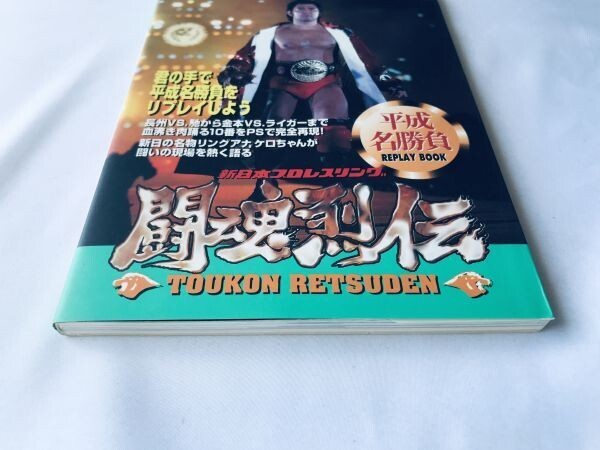 君の手で
平成名勝負を
リプレイしよう
長州VS.馳から金本VS.ライガーまで
血沸き肉踊る10番をPSで完全再現!
新日の名物リングアナ ケロちゃんが
闘いの現場を熱く語る
平成
名勝負
REPLAY BOOK
新日本プロレスリング
闘魂烈伝
TOUKON RETSUDEN